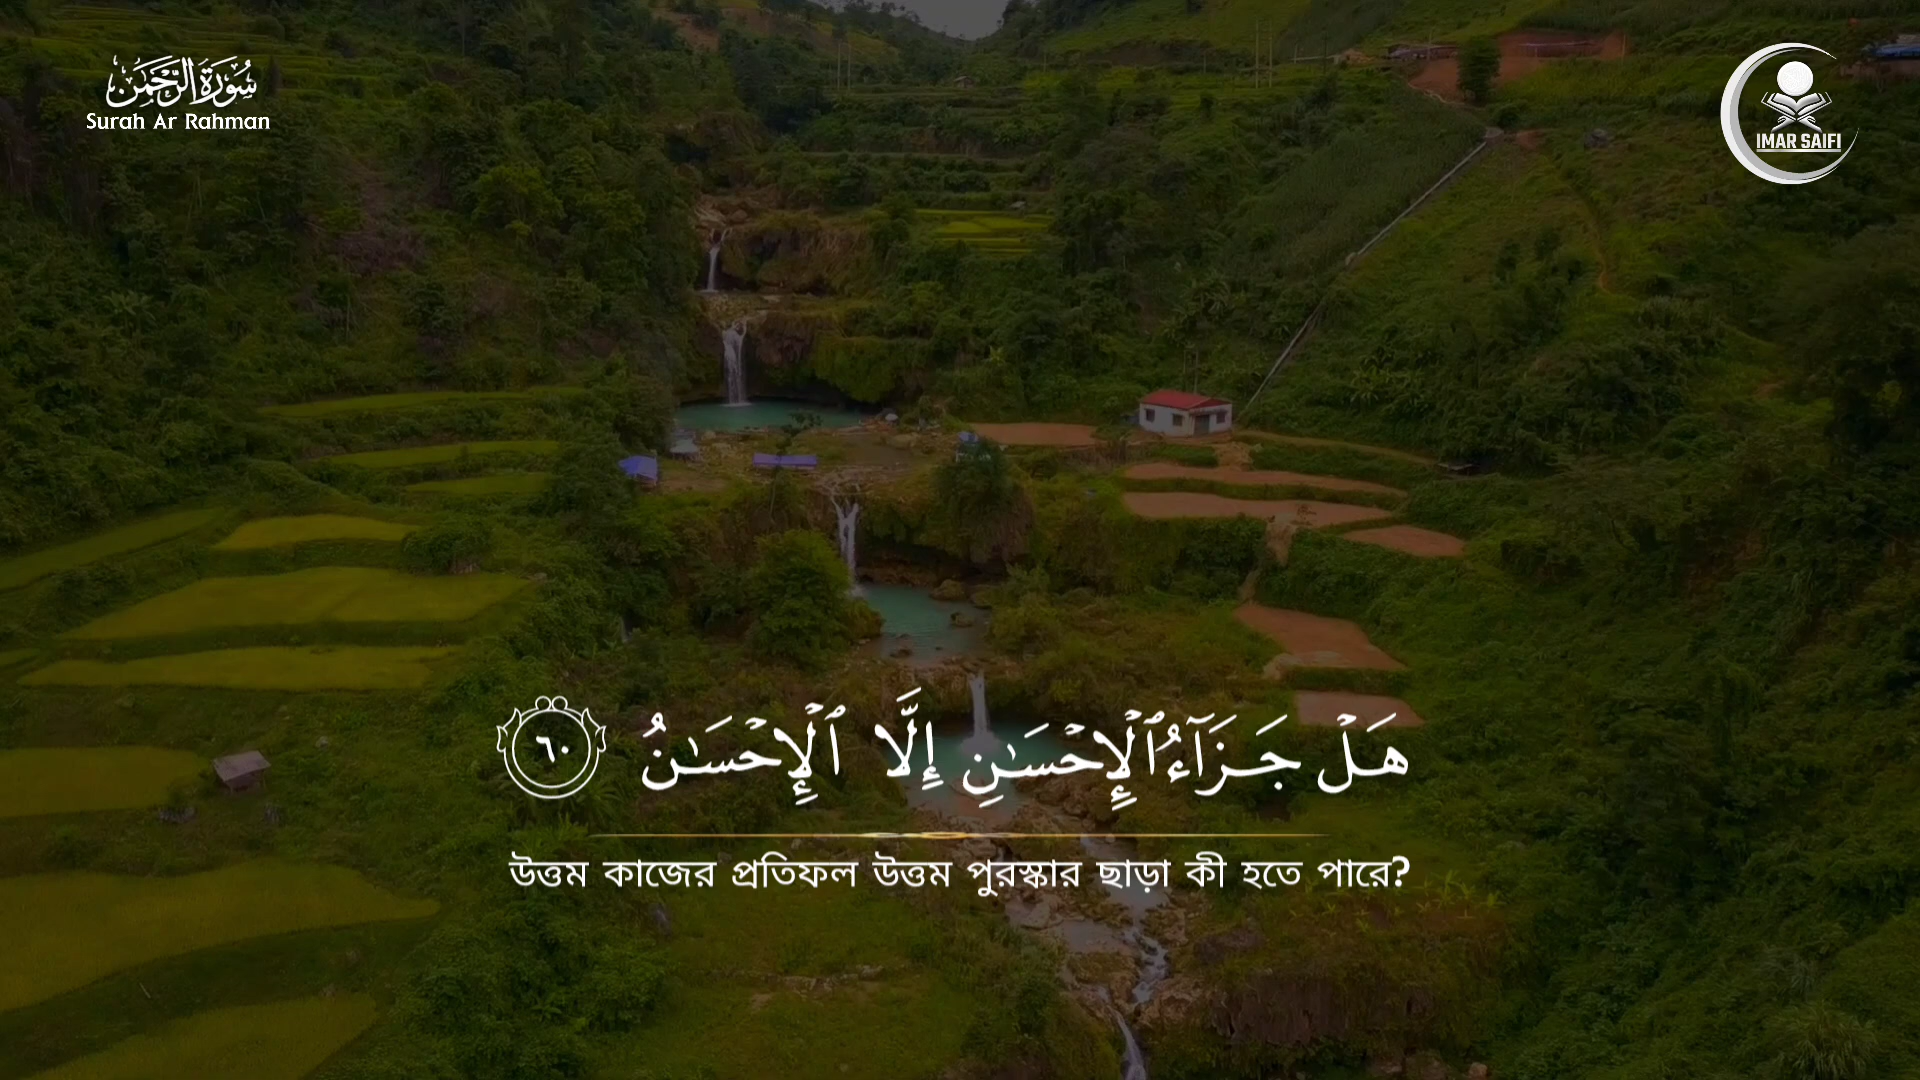 سُورَةُ الرَّحْمَن
Surah Ar Rahman
IMAR SAIFI
هَلْ جَزَآءُ ٱلْإِحْسَـٰنِ إِلَّا ٱلْإِحْسَـٰنُ ٦٠
উত্তম কাজের প্রতিফল উত্তম পুরস্কার ছাড়া কী হতে পারে?